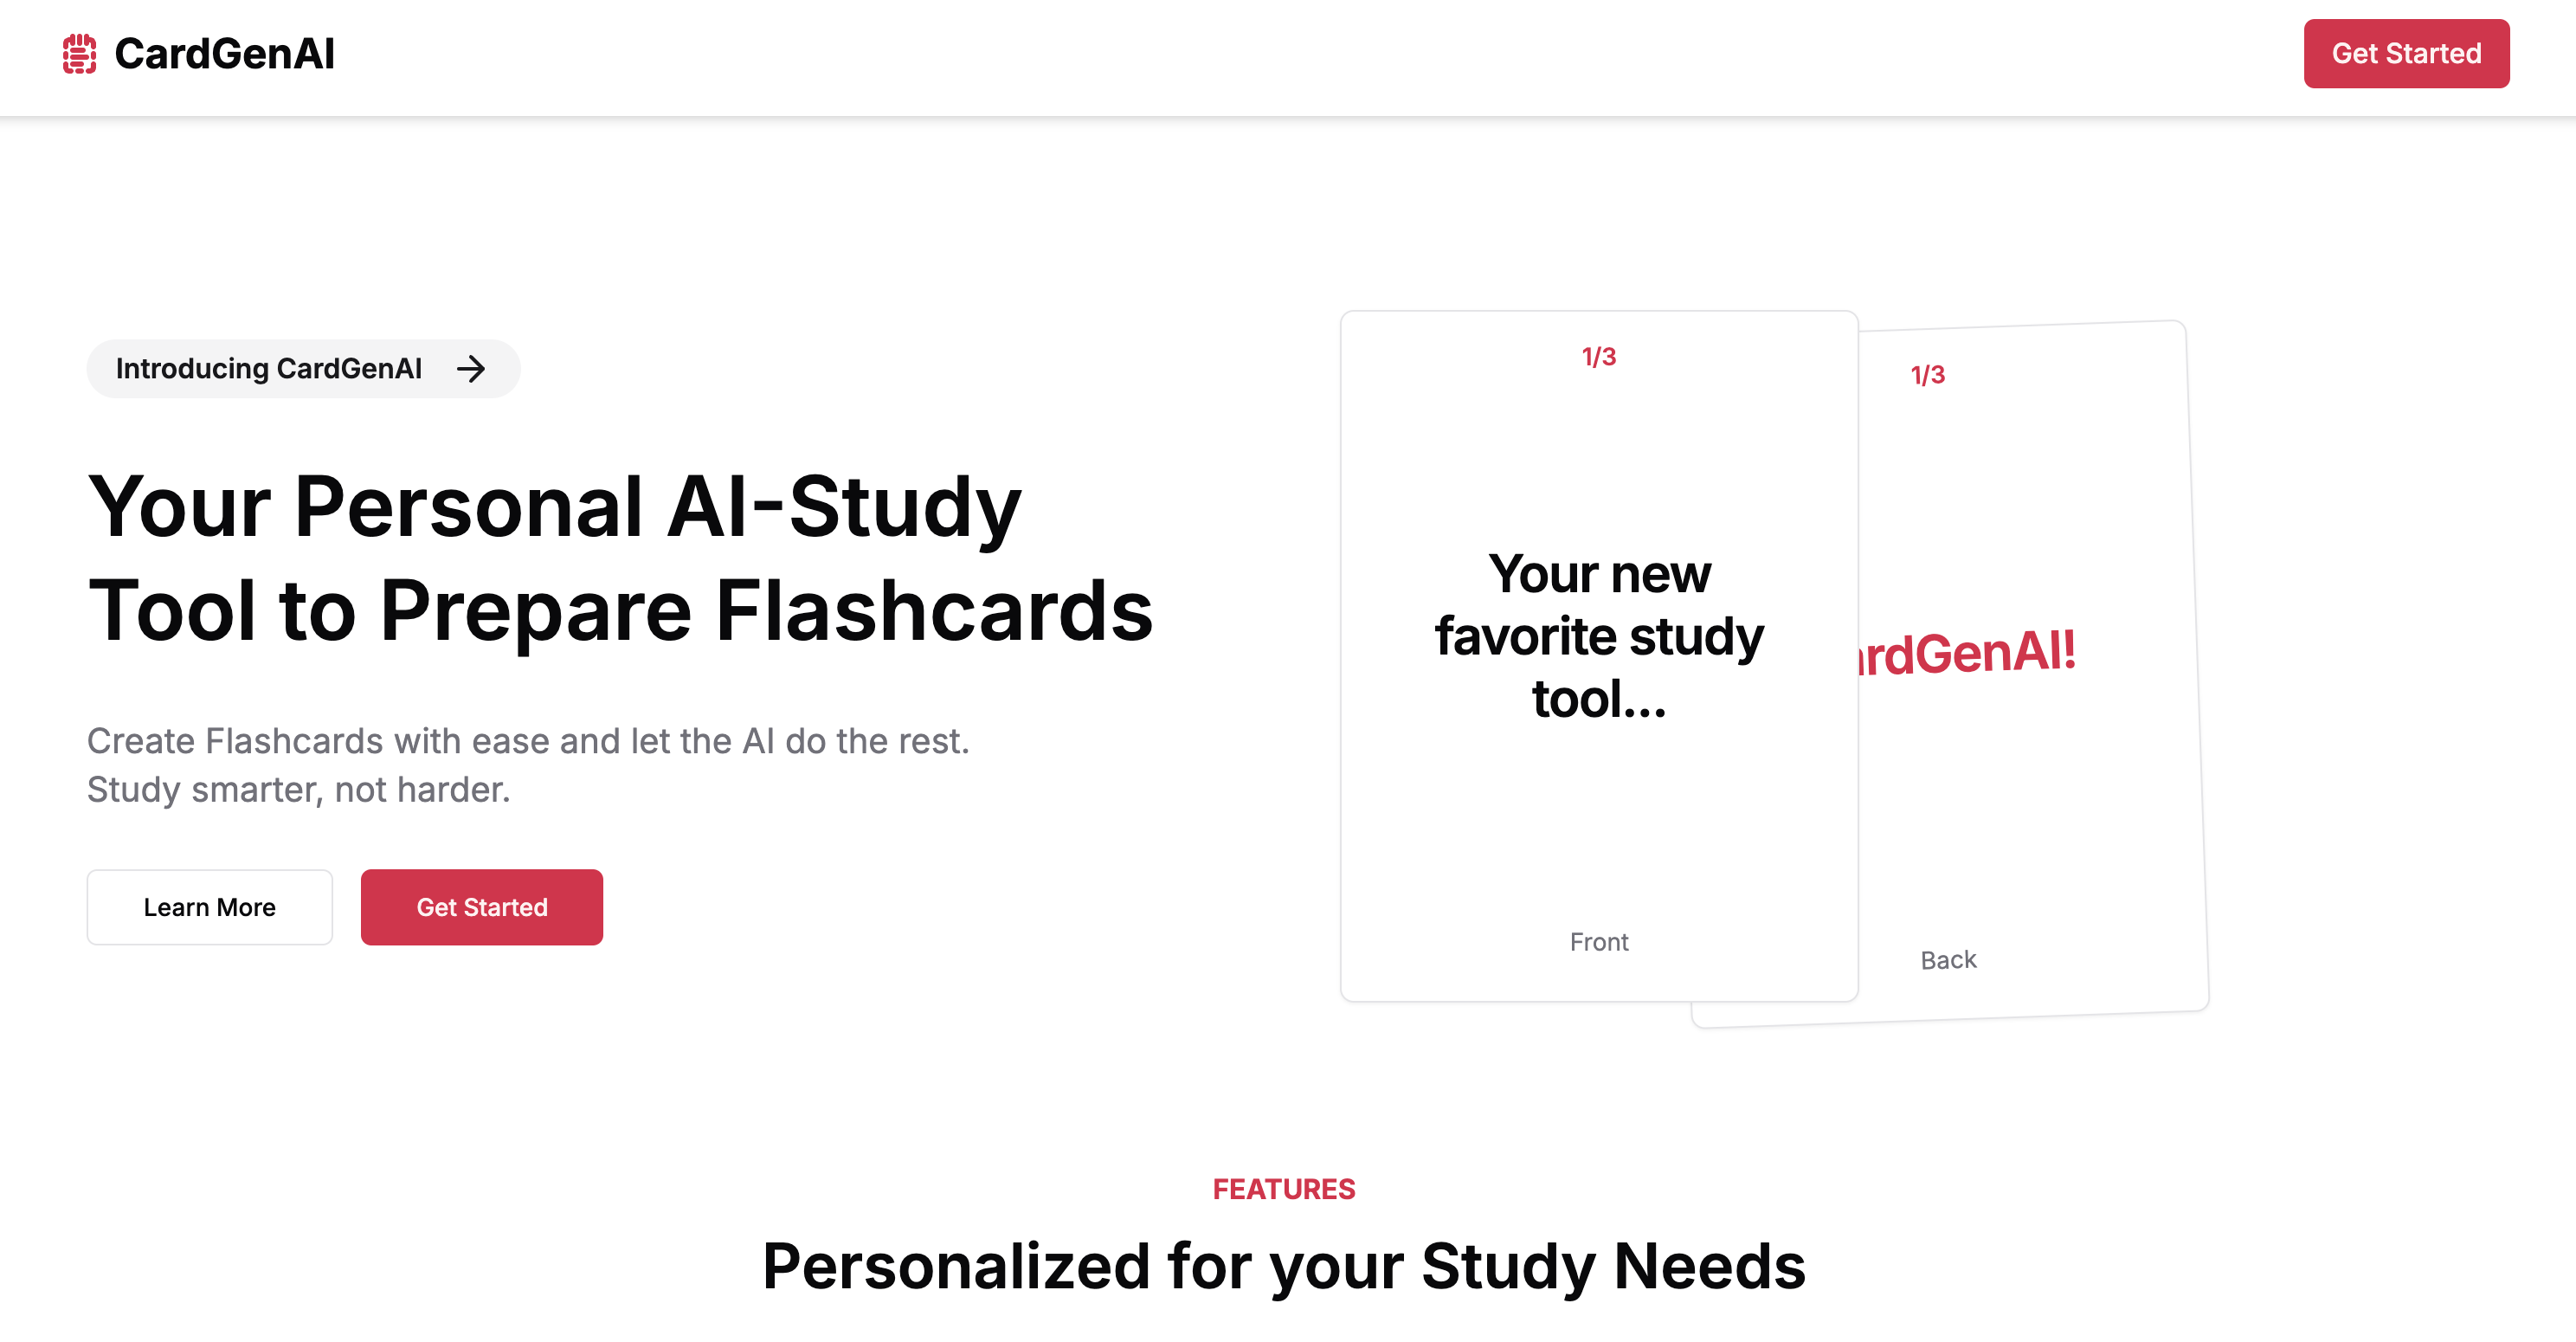 CardGenAI
Get Started
Introducing CardGenAI
Your Personal AI-Study
Tool to Prepare Flashcards
Create Flashcards with ease and let the AI do the rest.
Study smarter, not harder.
Learn More
Get Started
1/3
Your new
favorite study
tool...
Front
1/3
ardGenAI!
Back
FEATURES
Personalized for your Study Needs